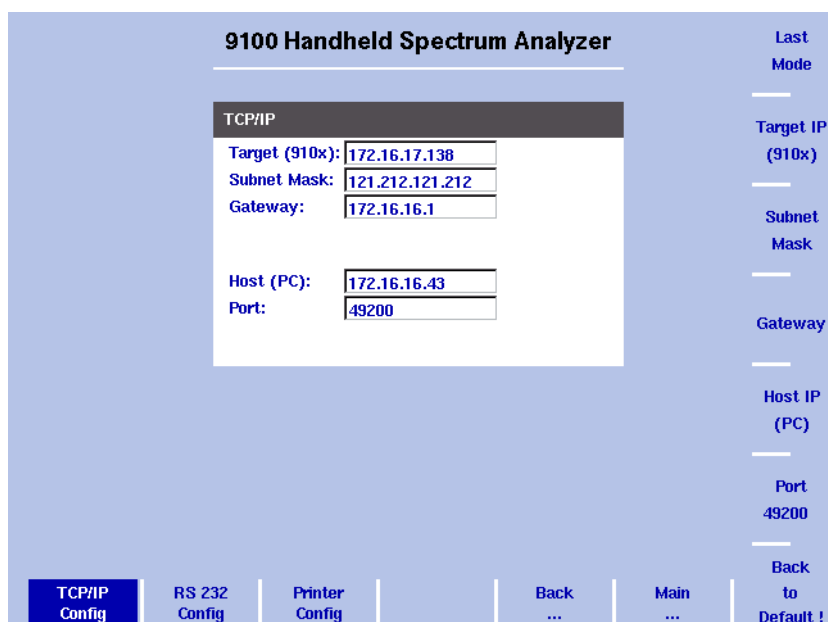 9100 Handheld Spectrum Analyzer
TCP/IP
Target (910x): 172.16.17.138
Subnet Mask: 121.212.121.212
Gateway: 172.16.16.1
Host (PC): 172.16.16.43
Port: 49200
Last
Mode
Target IP
(910x)
Subnet
Mask
Gateway
Host IP
(PC)
Port
49200
Back
to
Default !
TCP/IP
Config
RS 232
Config
Printer
Config
Back
...
Main
...